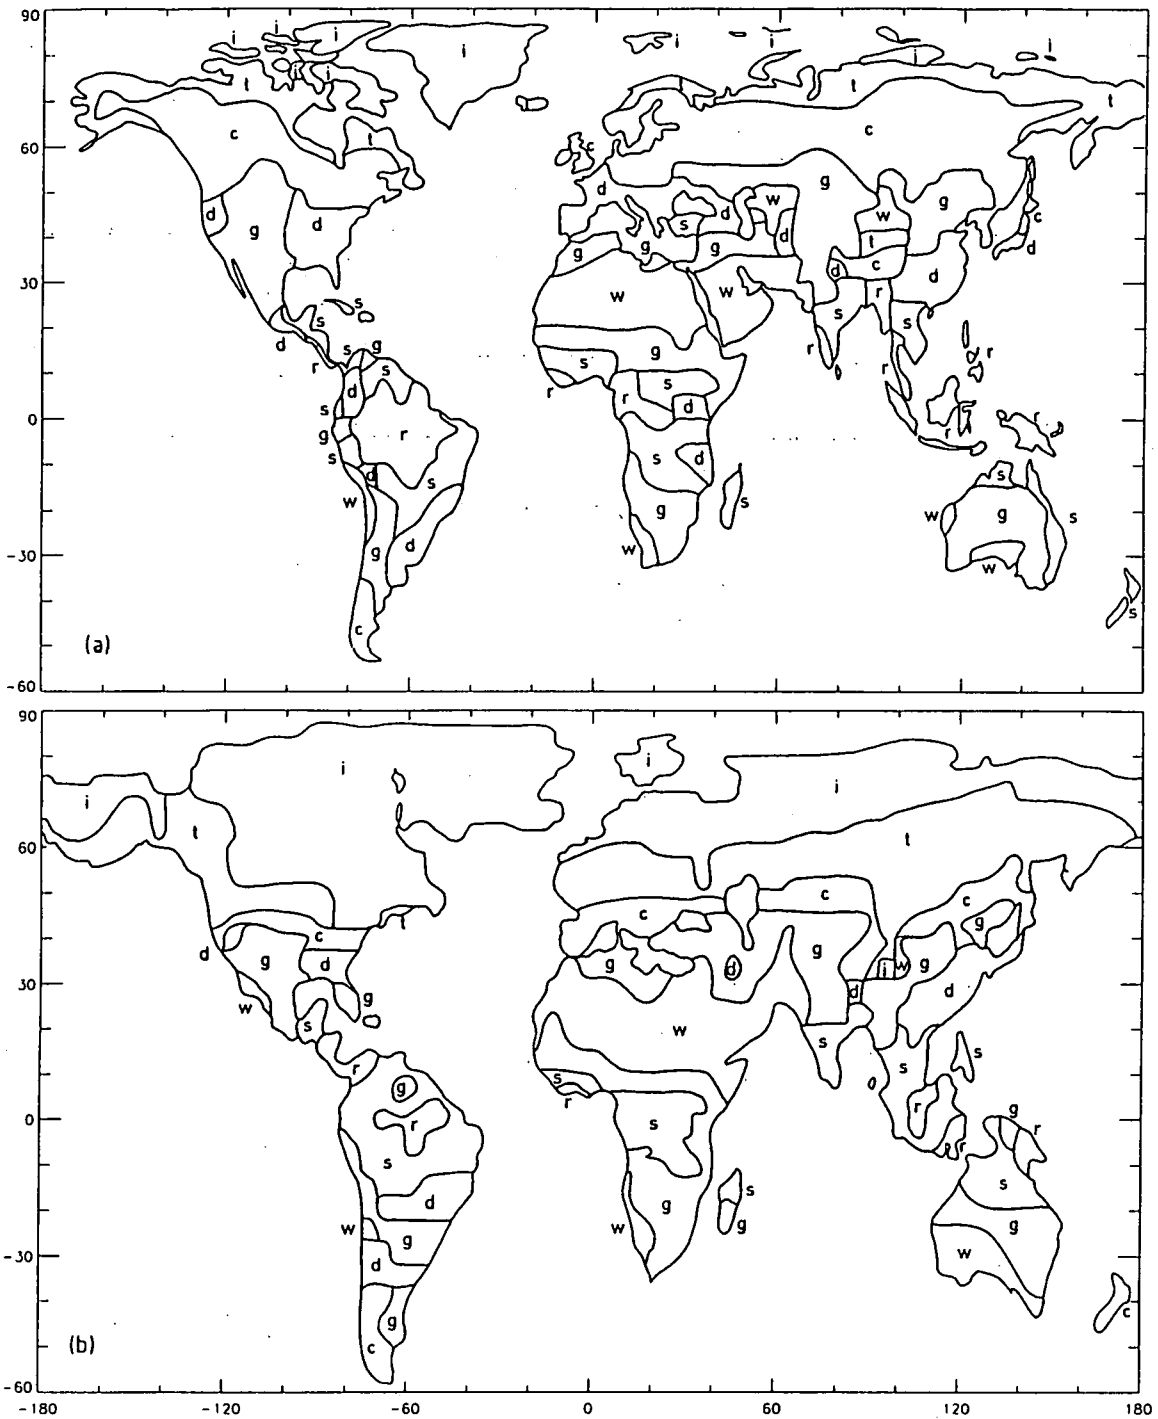 90
i i i i i i i i i i
i i
t t t t
60
c c c
d g
d d w g
g d s d w c
g g g d t d
30
d c d
w w r
s s s s
d s g g r r
r s s s r
d s r r
0
s r d
g r r
s s d
d s s
w g w g s
w w
-30
g d
c s
(a)
-60
-180
90
i i i
i
t t
60
c
c c
t g
c
d g d g d i w g
30
w g d
s w s s
r s s
g r g
0
r s r r
s s
d g s
w w g g
-30
g w
d
g c
c
(b)
-60
-180 -120 -60 0 60 120 180